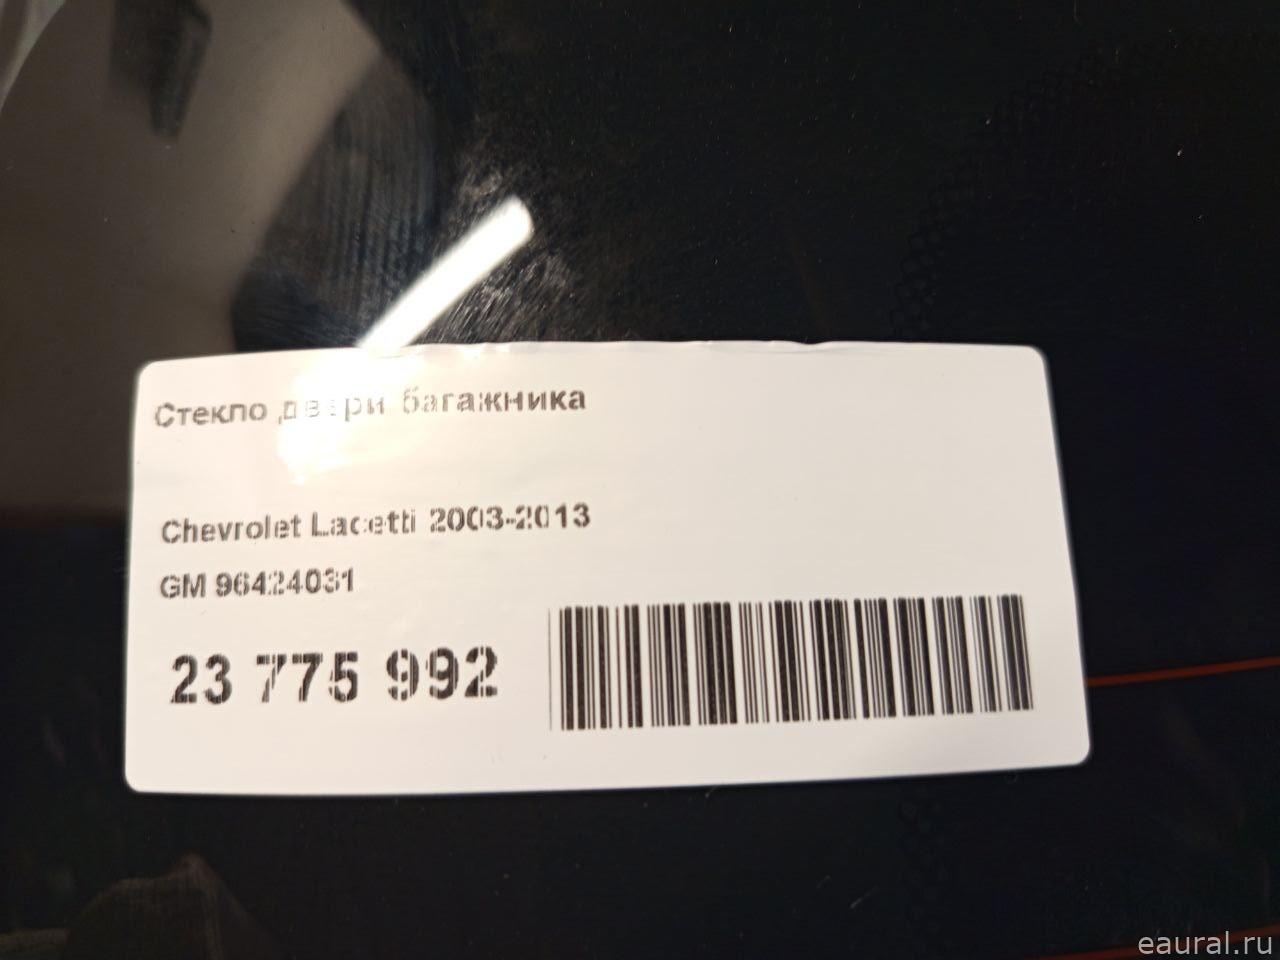 Стекло двери багажника
Chevrolet Lacetti 2003-2013
GM 96424031
23 775 992
eaural.ru